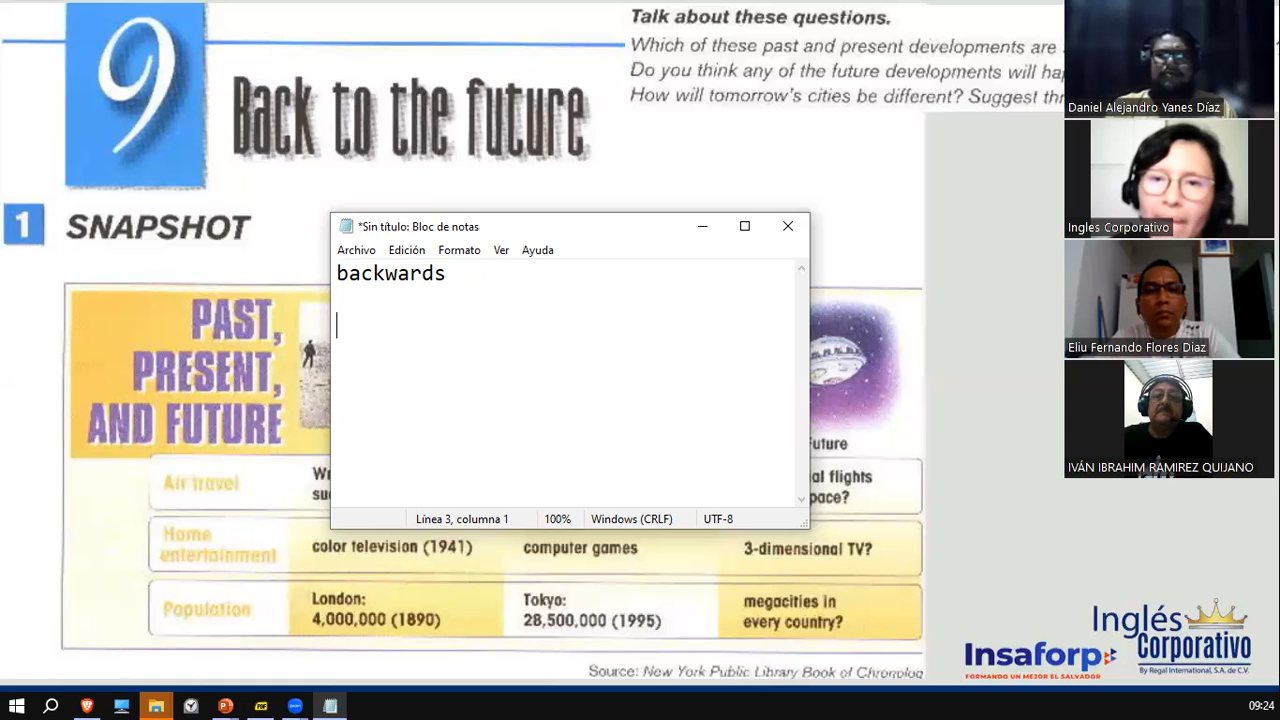 9
Back to the future
Talk about these questions.
Which of these past and present developments are
Do you think any of the future developments will
How will tomorrow's cities be different? Suggest
1 SNAPSHOT
*Sin título: Bloc de notas
Archivo Edición Formato Ver Ayuda
backwards
Línea 3, columna 1 100% Windows (CRLF) UTF-8
PAST,
PRESENT,
AND FUTURE
Air travel
Home
entertainment
color television (1941)
computer games
3-dimensional TV?
Population
London:
4,000,000 (1890)
Tokyo:
28,500,000 (1995)
megacities in
every country?
Future
flights
Source: New York Public Library Book of
Daniel Alejandro Yanes Díaz
Ingles Corporativo
Eliu Fernando Flores Diaz
IVÁN IBRAHIM RAMIREZ QUIJANO
Insaforp
FORMANDO UN MEJOR EL SALVADOR
Inglés
Corporativo
By Regal International, S.A. de C.V.
09:24